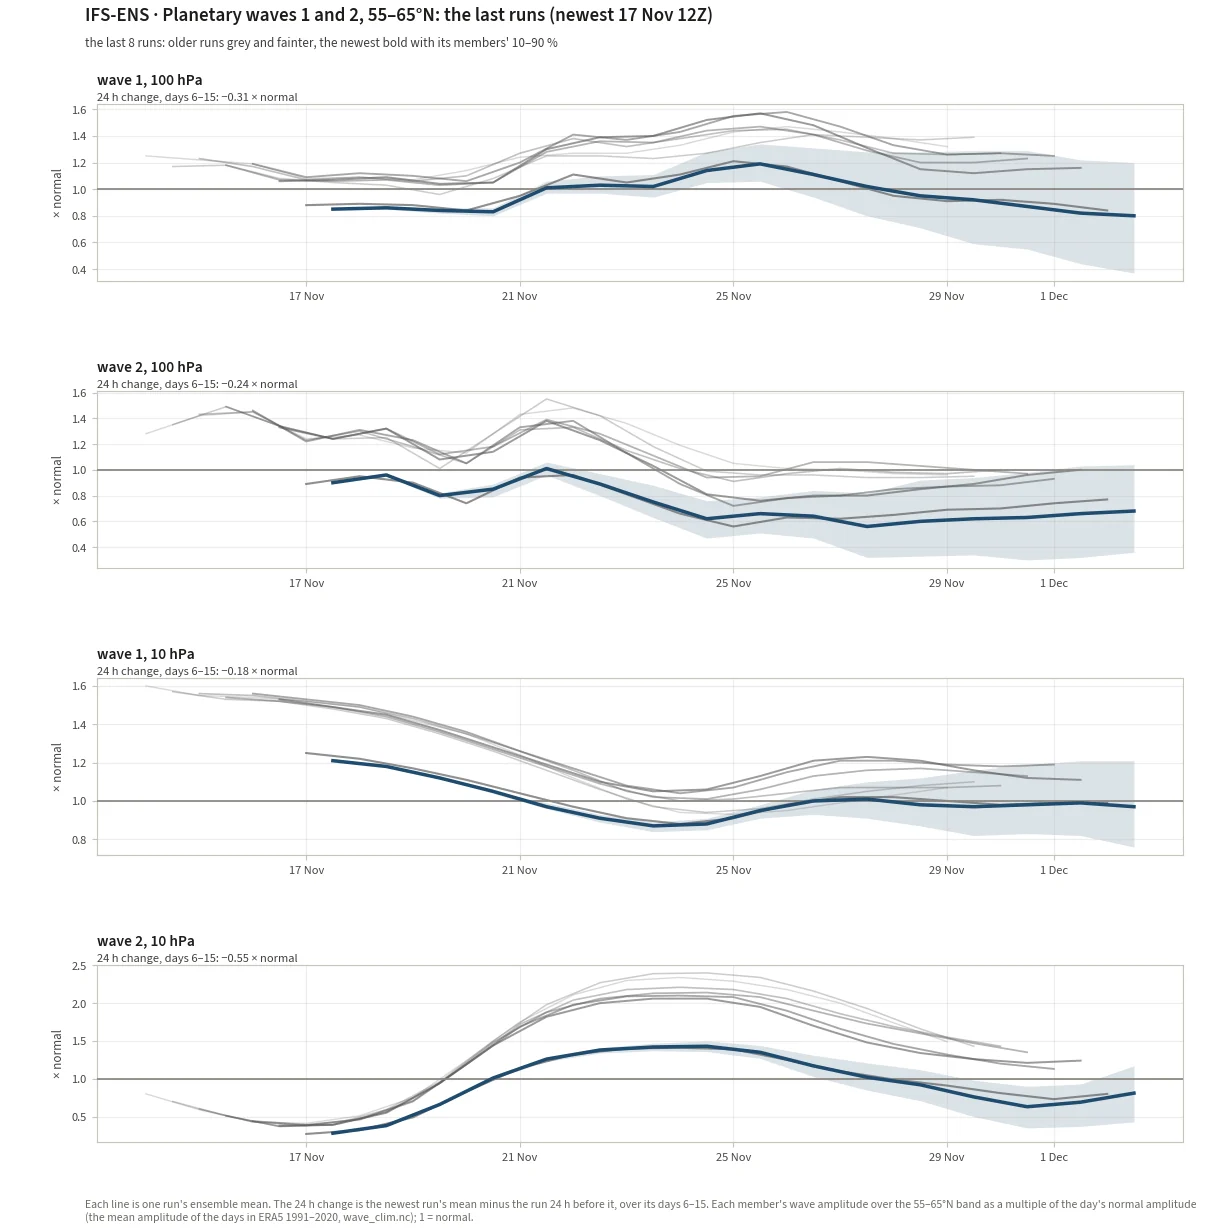 IFS-ENS · Planetary waves 1 and 2, 55–65°N: the last runs (newest 17 Nov 12Z)
the last 8 runs: older runs grey and fainter, the newest bold with its members' 10–90 %
wave 1, 100 hPa
24 h change, days 6–15: −0.31 × normal
1.6
1.4
1.2
1.0
0.8
0.6
0.4
× normal
17 Nov 21 Nov 25 Nov 29 Nov 1 Dec
wave 2, 100 hPa
24 h change, days 6–15: −0.24 × normal
1.6
1.4
1.2
1.0
0.8
0.6
0.4
× normal
17 Nov 21 Nov 25 Nov 29 Nov 1 Dec
wave 1, 10 hPa
24 h change, days 6–15: −0.18 × normal
1.6
1.4
1.2
1.0
0.8
× normal
17 Nov 21 Nov 25 Nov 29 Nov 1 Dec
wave 2, 10 hPa
24 h change, days 6–15: −0.55 × normal
2.5
2.0
1.5
1.0
0.5
× normal
17 Nov 21 Nov 25 Nov 29 Nov 1 Dec
Each line is one run's ensemble mean. The 24 h change is the newest run's mean minus the run 24 h before it, over its days 6–15. Each member's wave amplitude over the 55–65°N band as a multiple of the day's normal amplitude
(the mean amplitude of the days in ERA5 1991–2020, wave_clim.nc); 1 = normal.